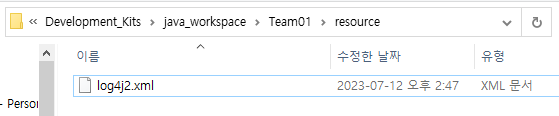 « Development_Kits > java_workspace > Team01 > resource
이름 수정한 날짜 유형
log4j2.xml 2023-07-12 오후 2:47 XML 문서
- Person